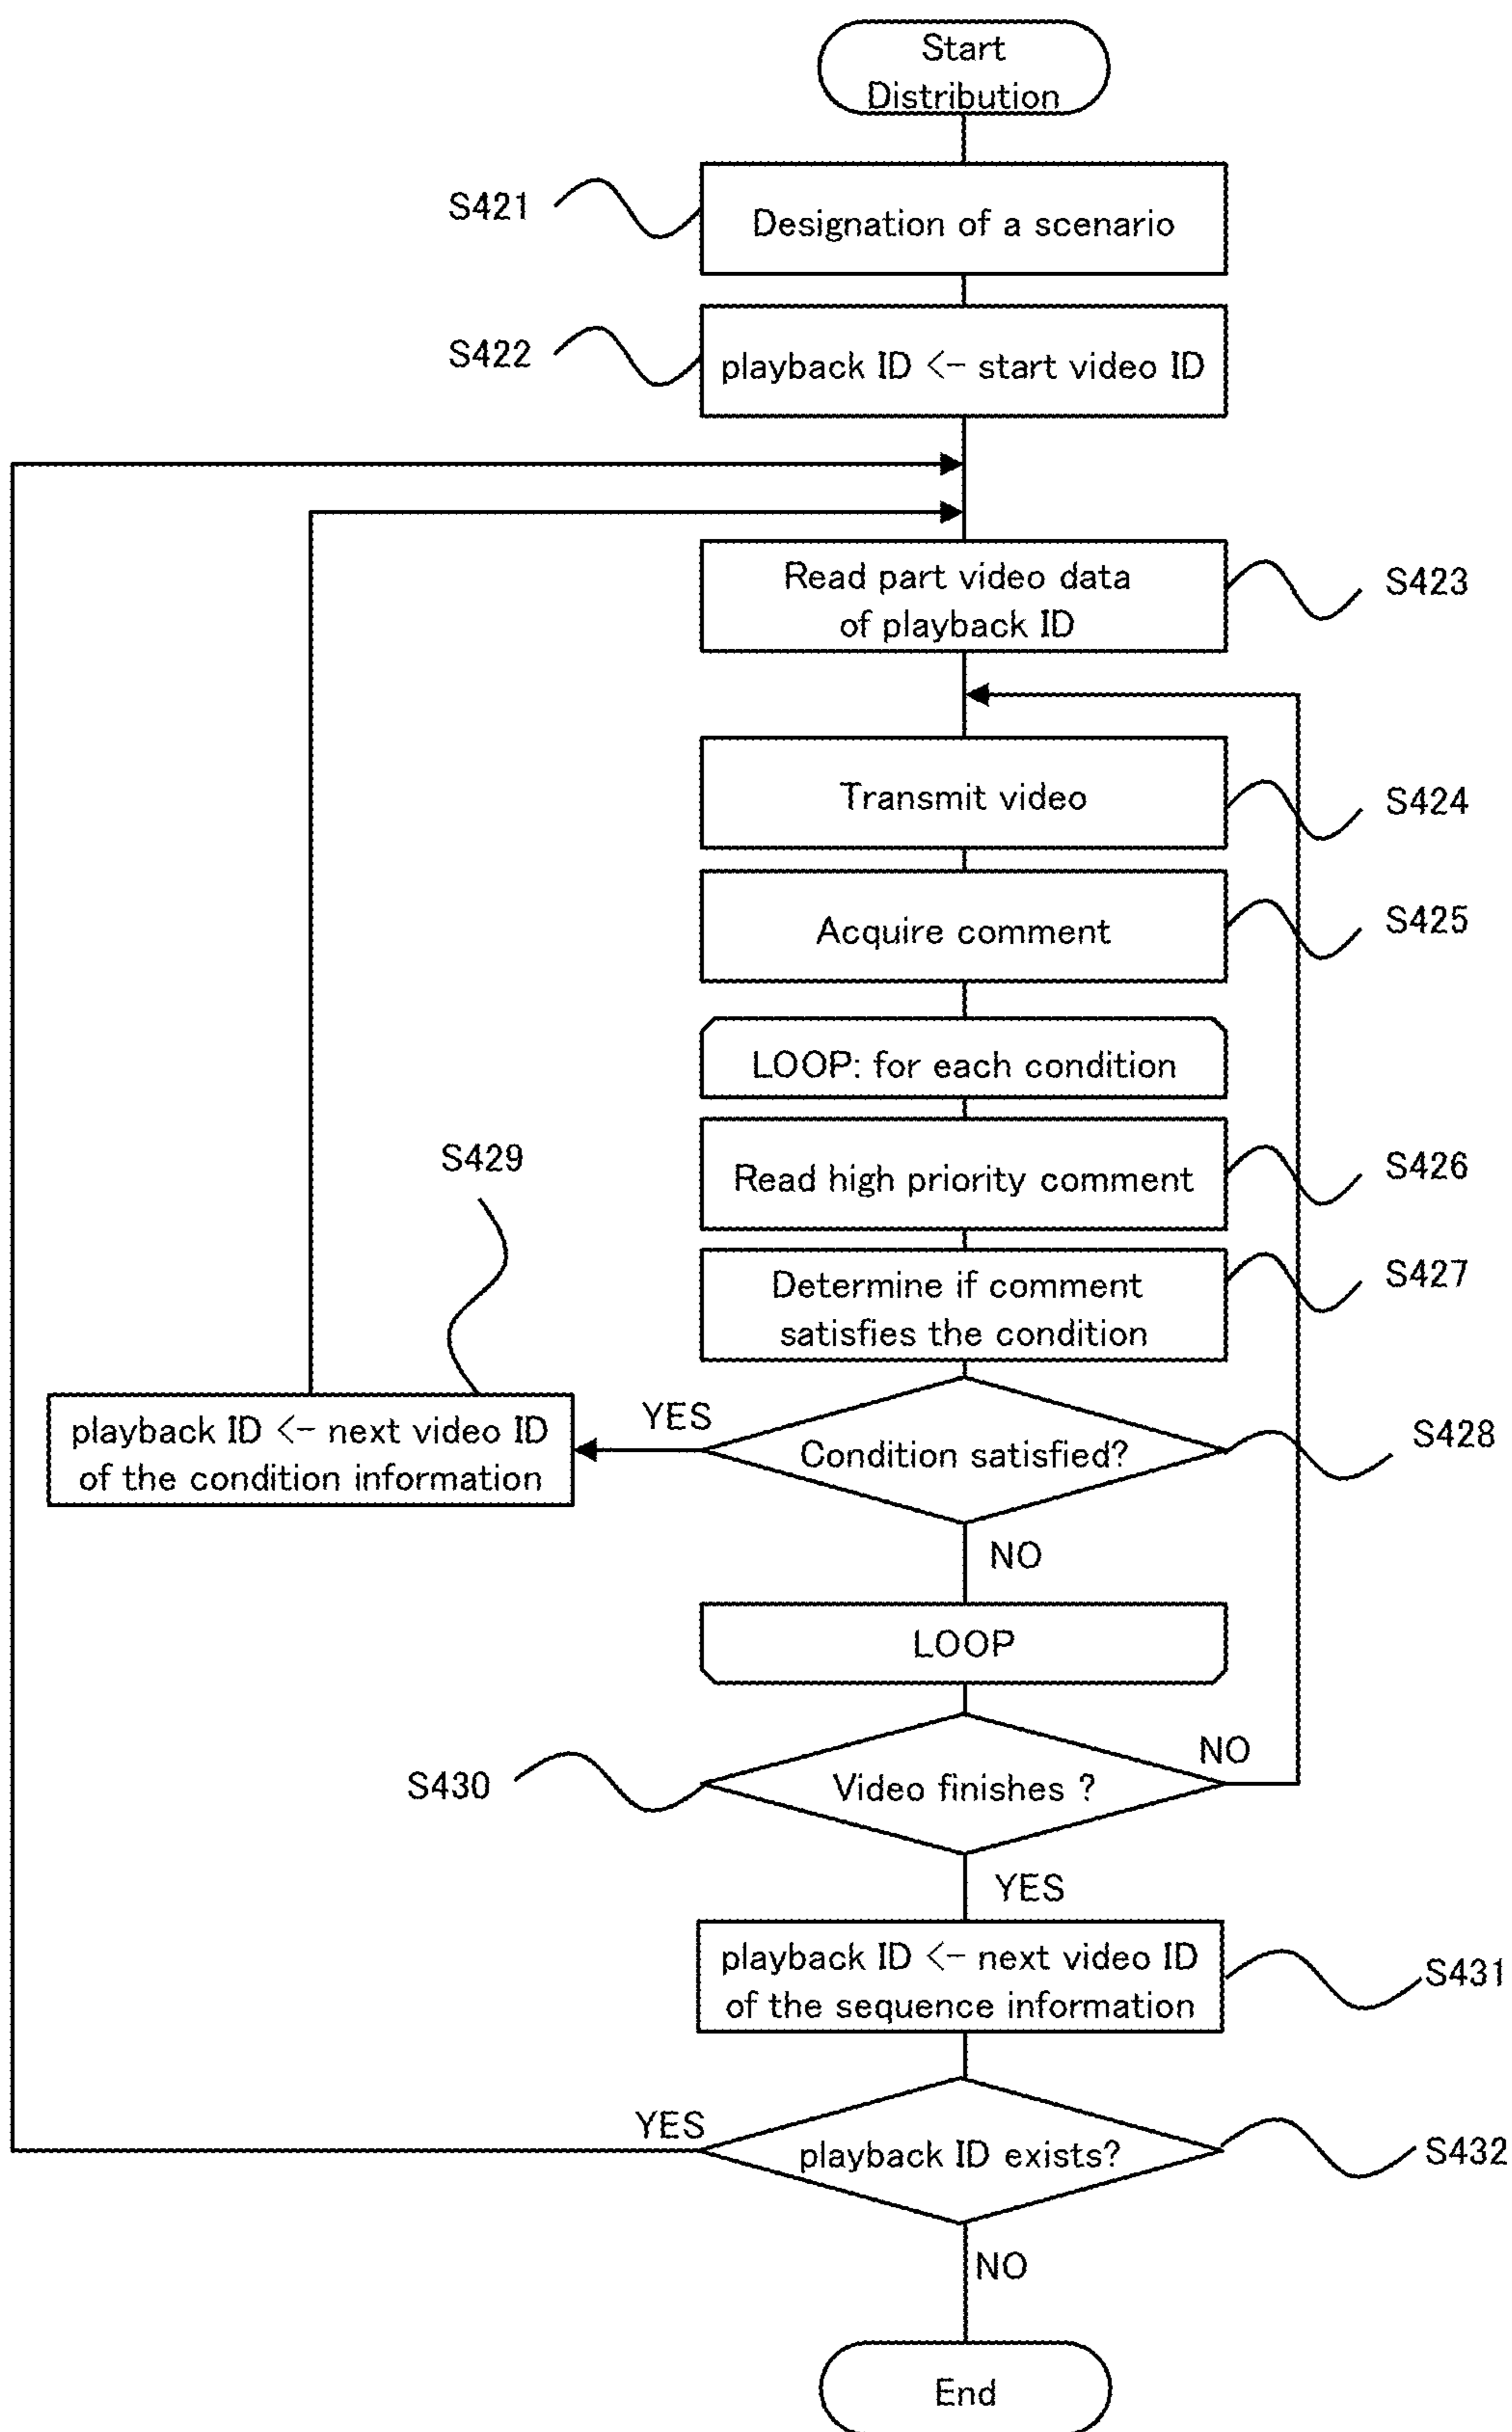 Start
Distribution
S421
Designation of a scenario
S422
playback ID <- start video ID
Read part video data
of playback ID
S423
Transmit video
S424
Acquire comment
S425
LOOP: for each condition
Read high priority comment
S426
Determine if comment
satisfies the condition
S427
S429
playback ID <- next video ID
of the condition information
YES
Condition satisfied?
S428
NO
LOOP
S430
Video finishes ?
NO
YES
playback ID <- next video ID
of the sequence information
S431
YES
playback ID exists?
S432
NO
End